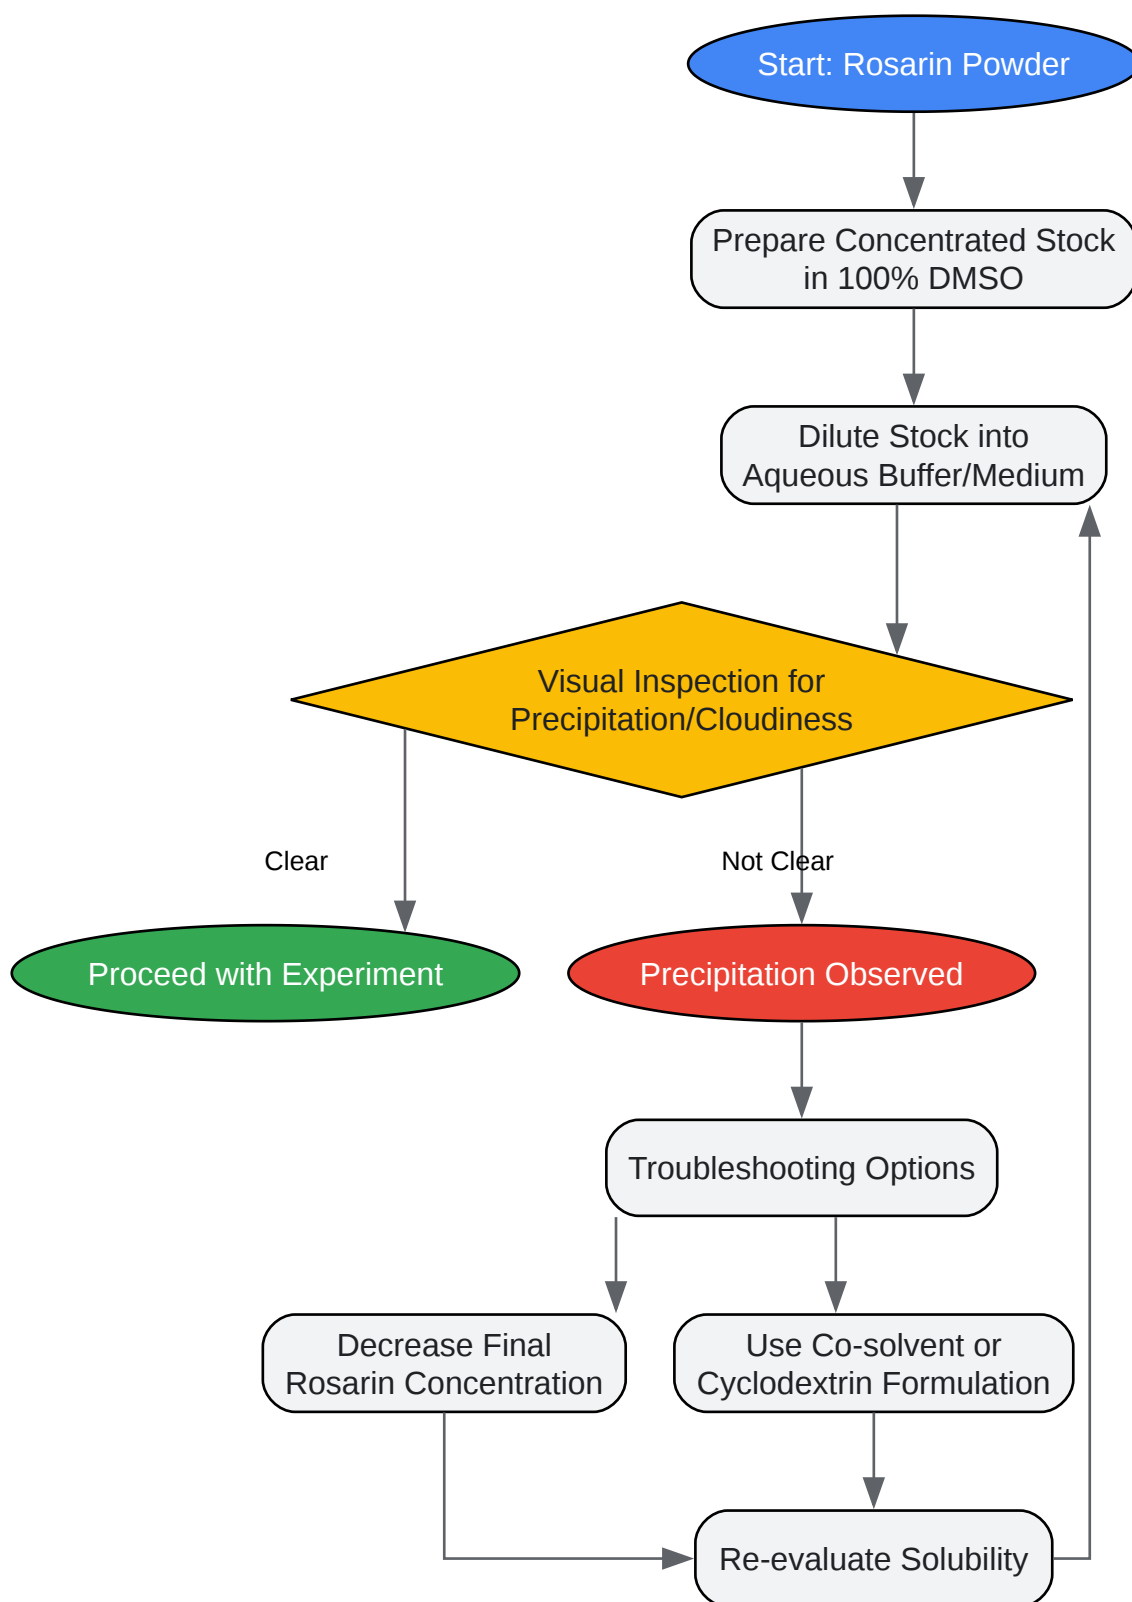 Start: Rosarin Powder
Prepare Concentrated Stock
in 100% DMSO
Dilute Stock into
Aqueous Buffer/Medium
Visual Inspection for
Precipitation/Cloudiness
Clear
Not Clear
Proceed with Experiment
Precipitation Observed
Troubleshooting Options
Decrease Final
Rosarin Concentration
Use Co-solvent or
Cyclodextrin Formulation
Re-evaluate Solubility